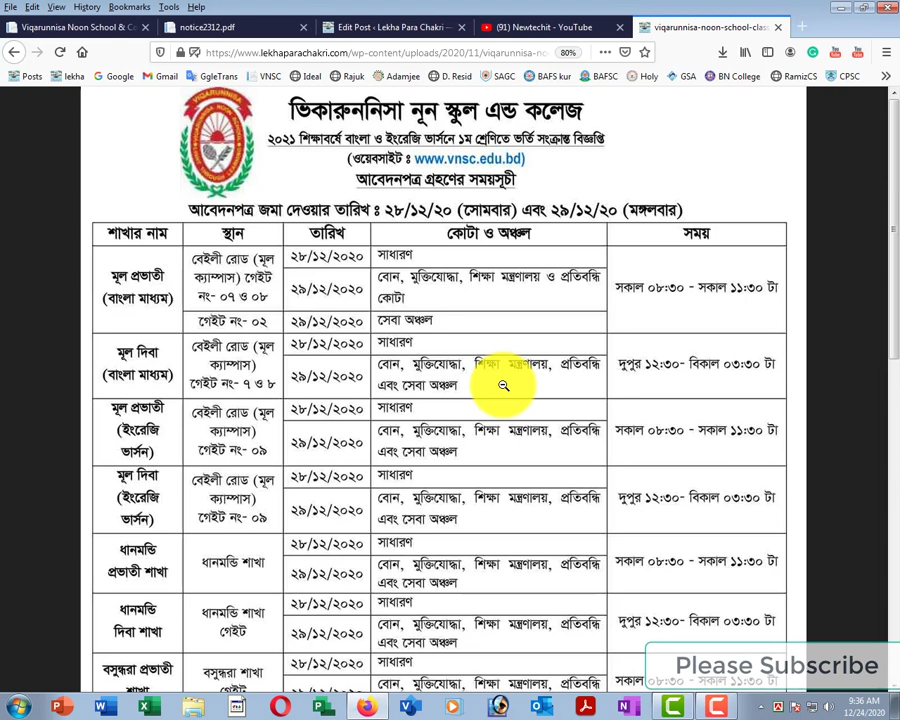 File Edit View History Bookmarks Tools Help
Viqarunnisa Noon School & Co
notice2312.pdf
Edit Post ‹ Lekha Para Chakri —
(91) Newtechit - YouTube
viqarunnisa-noon-school-class
https://www.lekhaparachakri.com/wp-content/uploads/2020/11/viqarunnisa-no
80%
Posts lekha Google Gmail GgleTrans VNSC Ideal Rajuk Adamjee D. Resid SAGC BAFS kur BAFSC Holy GSA BN College RamizCS CPSC
ভিকারুননিসা নূন স্কুল এন্ড কলেজ
২০২১ শিক্ষাবর্ষে বাংলা ও ইংরেজি ভার্সনে ১ম শ্রেণিতে ভর্তি সংক্রান্ত বিজ্ঞপ্তি
(ওয়েবসাইট ঃ www.vnsc.edu.bd)
আবেদনপত্র গ্রহণের সময়সূচী
আবেদনপত্র জমা দেওয়ার তারিখ ঃ ২৮/১২/২০ (সোমবার) এবং ২৯/১২/২০ (মঙ্গলবার)
শাখার নাম স্থান তারিখ কোটা ও অঞ্চল সময়
মূল প্রভাতী
(বাংলা মাধ্যম)
বেইলী রোড (মূল
ক্যাম্পাস) গেইট
নং- ০৭ ও ০৮
২৮/১২/২০২০ সাধারণ
২৯/১২/২০২০ বোন, মুক্তিযোদ্ধা, শিক্ষা মন্ত্রণালয় ও প্রতিবন্ধি
কোটা
গেইট নং- ০২ ২৯/১২/২০২০ সেবা অঞ্চল
সকাল ০৮:৩০ - সকাল ১১:৩০ টা
মূল দিবা
(বাংলা মাধ্যম)
বেইলী রোড (মূল
ক্যাম্পাস)
গেইট নং- ৭ ও ৮
২৮/১২/২০২০ সাধারণ
২৯/১২/২০২০ বোন, মুক্তিযোদ্ধা, শিক্ষা মন্ত্রণালয়, প্রতিবন্ধি
এবং সেবা অঞ্চল
দুপুর ১২:৩০- বিকাল ০৩:৩০ টা
মূল প্রভাতী
(ইংরেজি
ভার্সন)
বেইলী রোড (মূল
ক্যাম্পাস)
গেইট নং- ০৯
২৮/১২/২০২০ সাধারণ
২৯/১২/২০২০ বোন, মুক্তিযোদ্ধা, শিক্ষা মন্ত্রণালয়, প্রতিবন্ধি
এবং সেবা অঞ্চল
সকাল ০৮:৩০ - সকাল ১১:৩০ টা
মূল দিবা
(ইংরেজি
ভার্সন)
বেইলী রোড (মূল
ক্যাম্পাস)
গেইট নং- ০৯
২৮/১২/২০২০ সাধারণ
২৯/১২/২০২০ বোন, মুক্তিযোদ্ধা, শিক্ষা মন্ত্রণালয়, প্রতিবন্ধি
এবং সেবা অঞ্চল
দুপুর ১২:৩০- বিকাল ০৩:৩০ টা
ধানমন্ডি
প্রভাতী শাখা
ধানমন্ডি শাখা
২৮/১২/২০২০ সাধারণ
২৯/১২/২০২০ বোন, মুক্তিযোদ্ধা, শিক্ষা মন্ত্রণালয়, প্রতিবন্ধি
এবং সেবা অঞ্চল
সকাল ০৮:৩০ - সকাল ১১:৩০ টা
ধানমন্ডি
দিবা শাখা
ধানমন্ডি শাখা
গেইট
২৮/১২/২০২০ সাধারণ
২৯/১২/২০২০ বোন, মুক্তিযোদ্ধা, শিক্ষা মন্ত্রণালয়, প্রতিবন্ধি
এবং সেবা অঞ্চল
দুপুর ১২:৩০- বিকাল ০৩:৩০ টা
বসুন্ধরা প্রভাতী
শাখা
বসুন্ধরা শাখা
গেইট
২৮/১২/২০২০ সাধারণ
বোন, মুক্তিযোদ্ধা, শিক্ষা মন্ত্রণালয়, প্রতিবন্ধি
সকাল ০৮
Please Subscribe
9:36 AM
12/24/2020